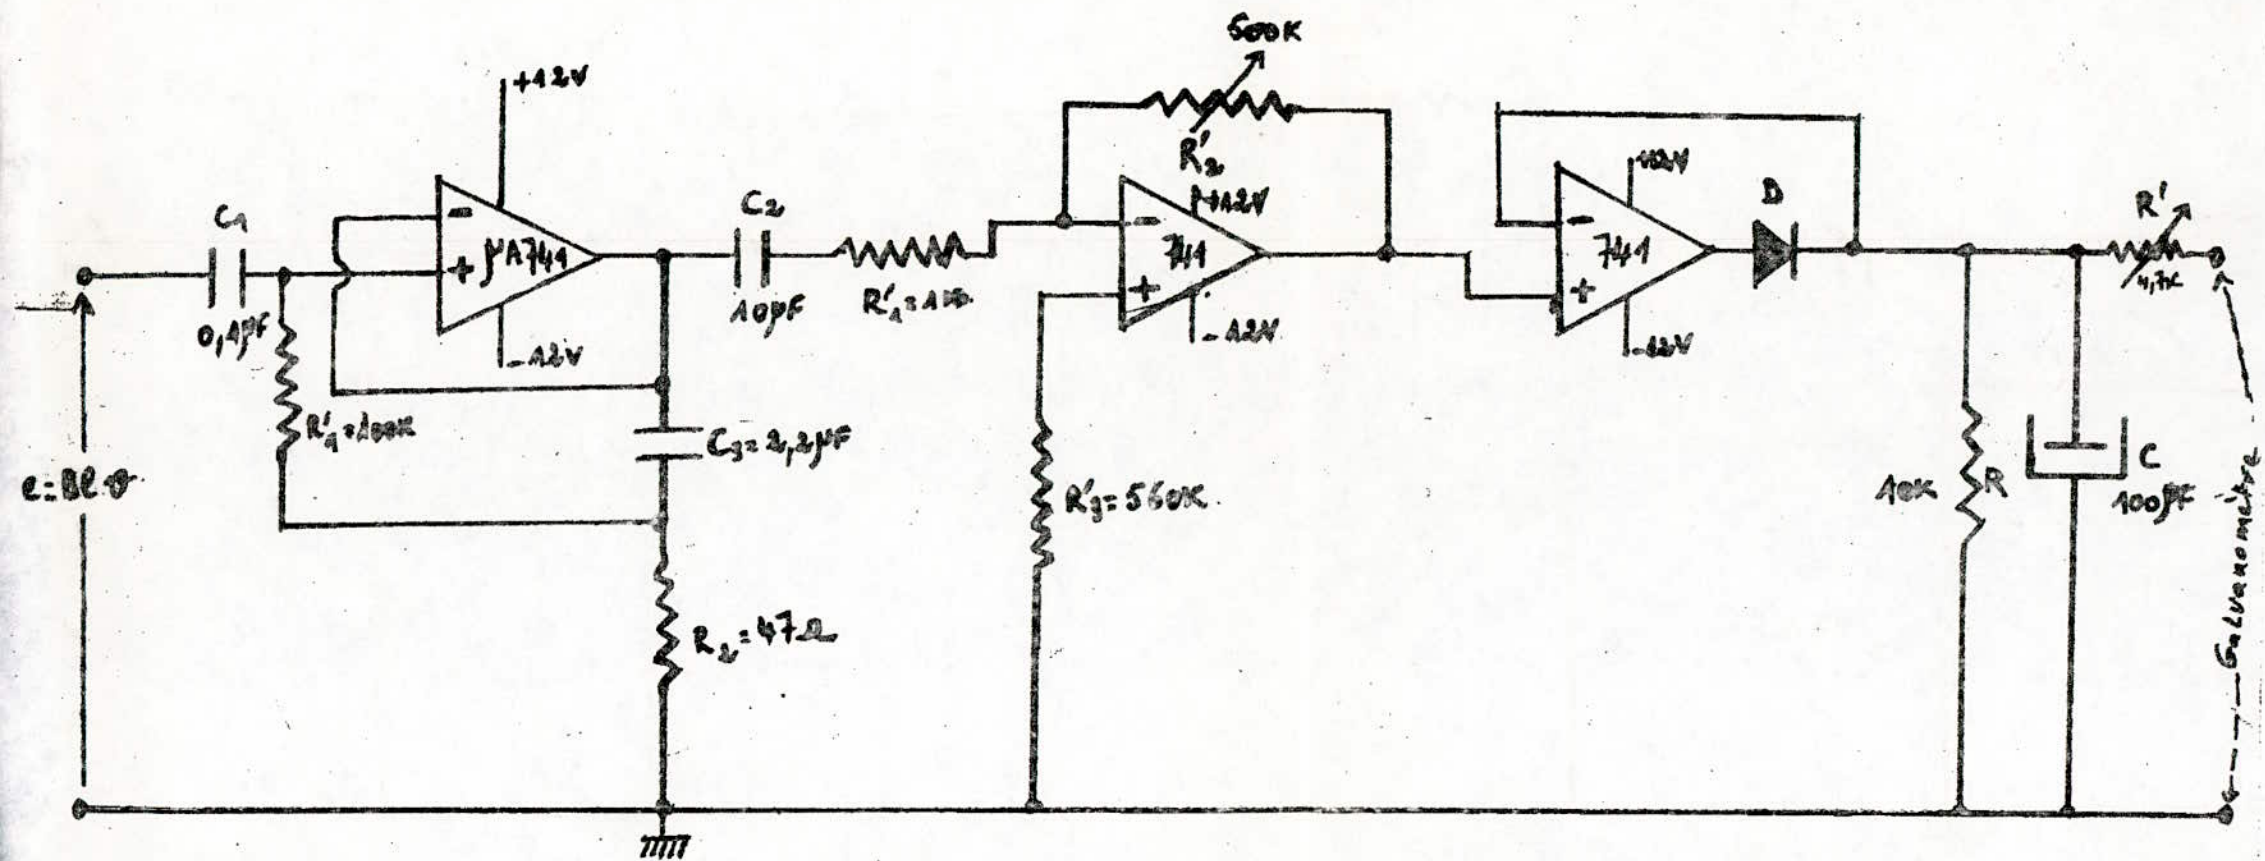 500K
R'2
+12V
-
+
µA741
-12V
C1
0,1µF
R'1=100K
e=Blv
C2
10µF
C3=2,2µF
R2=47Ω
+12V
-
741
+
-12V
R'3=560K
+12V
-
741
+
-12V
D
R'
4,7K
10K
R
C
100µF
Galvanomètre